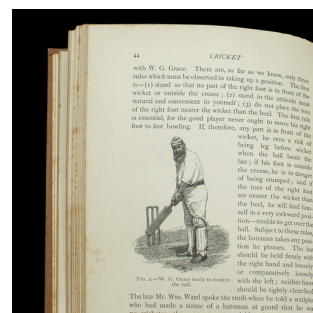 44 CRICKET
with W. G. Grace. There are, as far as we know, only three
rules which must be observed in taking up a position. The first
is—(1) stand so that no part of the right foot is in front of the
wicket or outside the crease; (2) stand in the attitude most
natural and convenient to yourself; (3) do not place the toes
of the right foot nearer the wicket than the heel. The first rule
is essential, for the good player never ought to move his right
foot to fast bowling. If, therefore, any part is in front of the
wicket, he runs a risk of
being leg before wicket
when the ball beats the
bat; if his foot is outside
the crease, he is in danger
of being stumped; and if
the toes of the right foot
are nearer the wicket than
the heel, he will find him-
self in a very awkward posi-
tion—unable to get over the
ball. Subject to these rules,
the batsman takes any posi-
tion he pleases. The bat
should be held firmly with
the right hand and loosely
or comparatively loosely
with the left; neither hand
should be tightly clenched
FIG. 2.—W. G. Grace ready to receive
the ball.
The late Mr. Wm. Ward spoke the truth when he told a sculptor
who had made a statue of a batsman at guard that he was